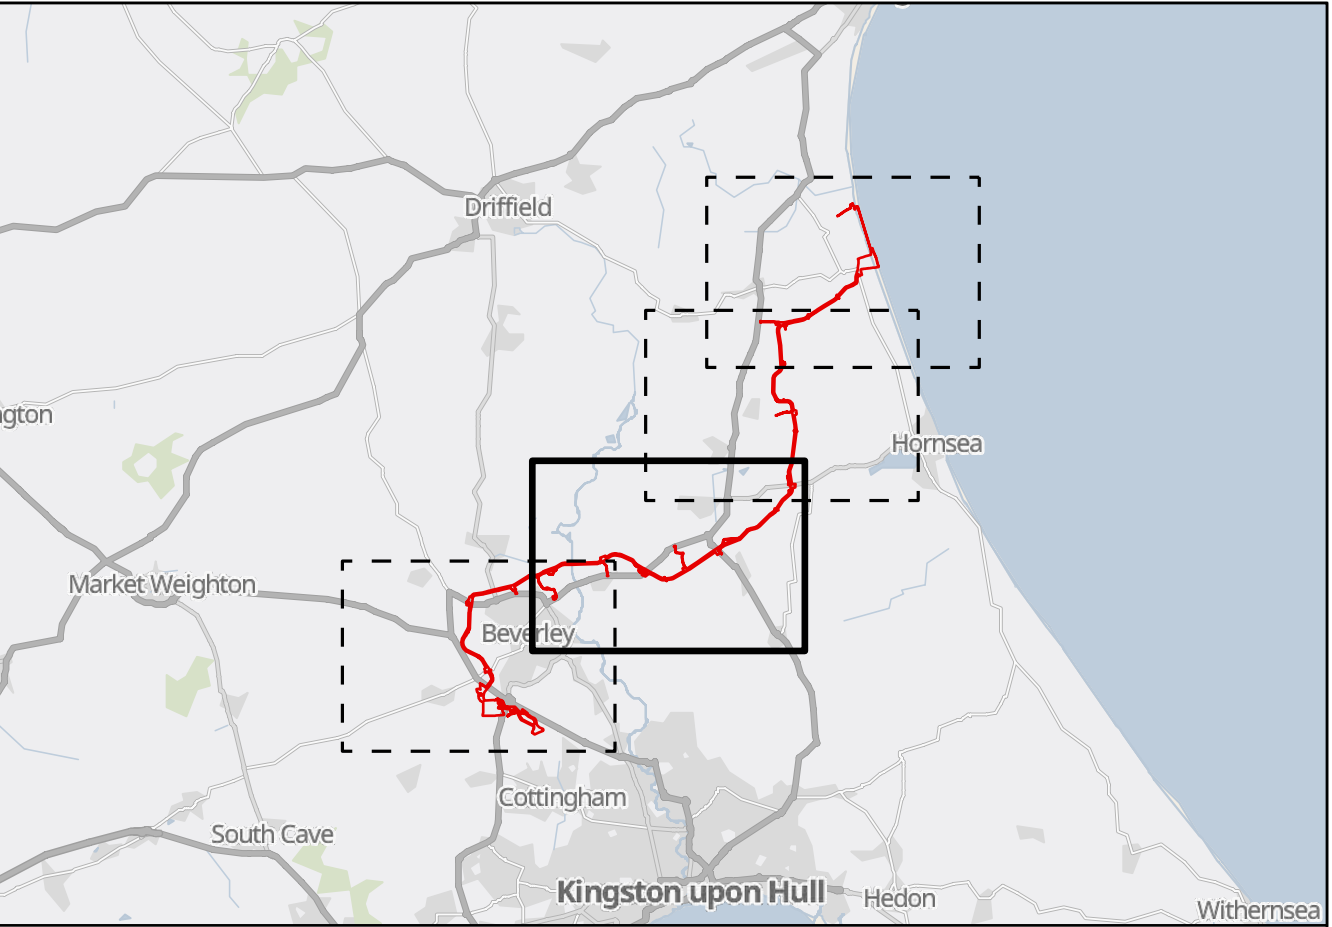 Driffield
gton
Hornsea
Market Weighton
Beverley
Cottingham
South Cave
Kingston upon Hull
Hedon
Withernsea